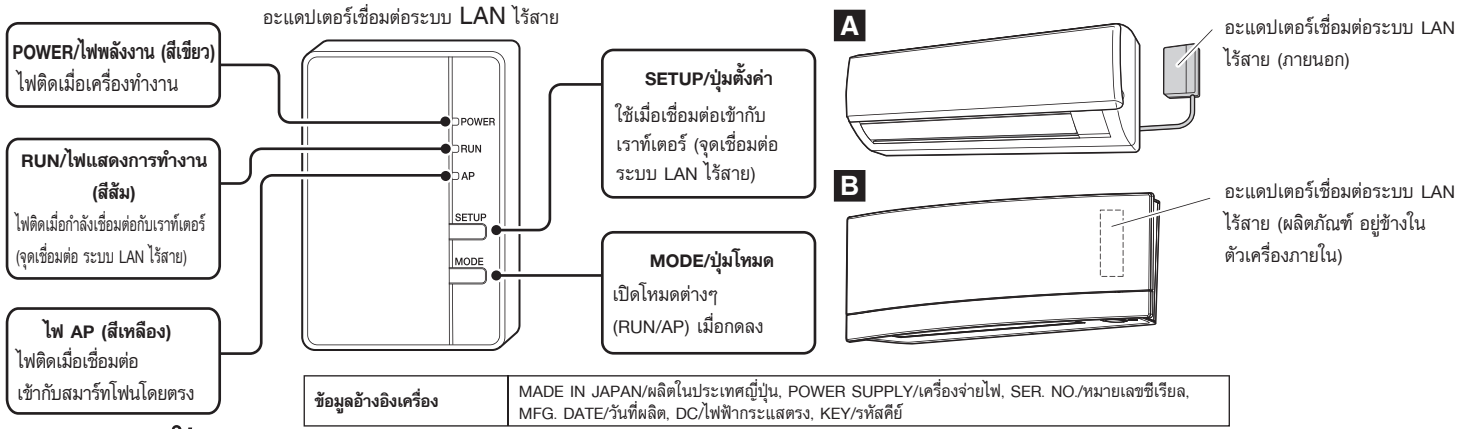 อะแดปเตอร์เชื่อมต่อระบบ LAN ไร้สาย
POWER/ไฟพลังงาน (สีเขียว)
ไฟติดเมื่อเครื่องทำงาน
RUN/ไฟแสดงการทำงาน
(สีส้ม)
ไฟติดเมื่อกำลังเชื่อมต่อกับเราท์เตอร์
(จุดเชื่อมต่อ ระบบ LAN ไร้สาย)
ไฟ AP (สีเหลือง)
ไฟติดเมื่อเชื่อมต่อ
เข้ากับสมาร์ทโฟนโดยตรง
POWER
RUN
AP
SETUP
MODE
SETUP/ปุ่มตั้งค่า
ใช้เมื่อเชื่อมต่อเข้ากับ
เราท์เตอร์ (จุดเชื่อมต่อ
ระบบ LAN ไร้สาย)
MODE/ปุ่มโหมด
เปิดโหมดต่างๆ
(RUN/AP) เมื่อกดลง
A
อะแดปเตอร์เชื่อมต่อระบบ LAN
ไร้สาย (ภายนอก)
B
อะแดปเตอร์เชื่อมต่อระบบ LAN
ไร้สาย (ผลิตภัณฑ์ อยู่ข้างใน
ตัวเครื่องภายใน)
ข้อมูลอ้างอิงเครื่อง
MADE IN JAPAN/ผลิตในประเทศญี่ปุ่น, POWER SUPPLY/เครื่องจ่ายไฟ, SER. NO./หมายเลขซีเรียล,
MFG. DATE/วันที่ผลิต, DC/ไฟฟ้ากระแสตรง, KEY/รหัสคีย์